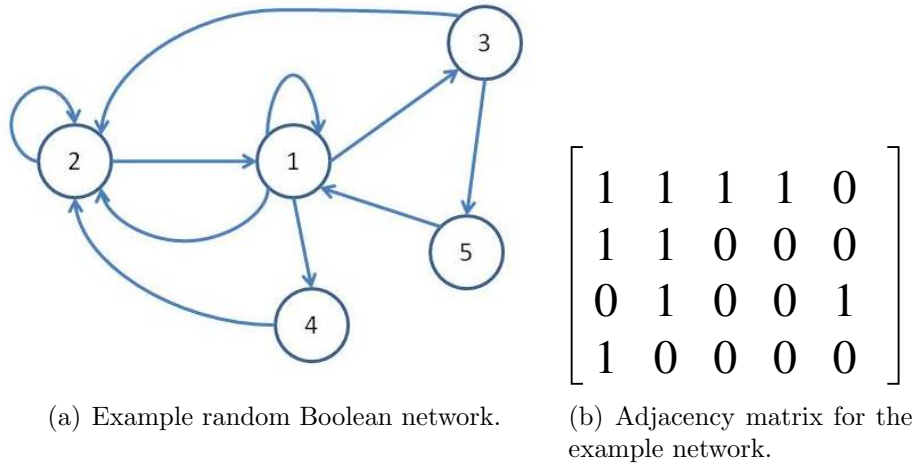 3
2
1
5
4
1 1 1 1 0
1 1 0 0 0
0 1 0 0 1
1 0 0 0 0
(a) Example random Boolean network.
(b) Adjacency matrix for the
example network.